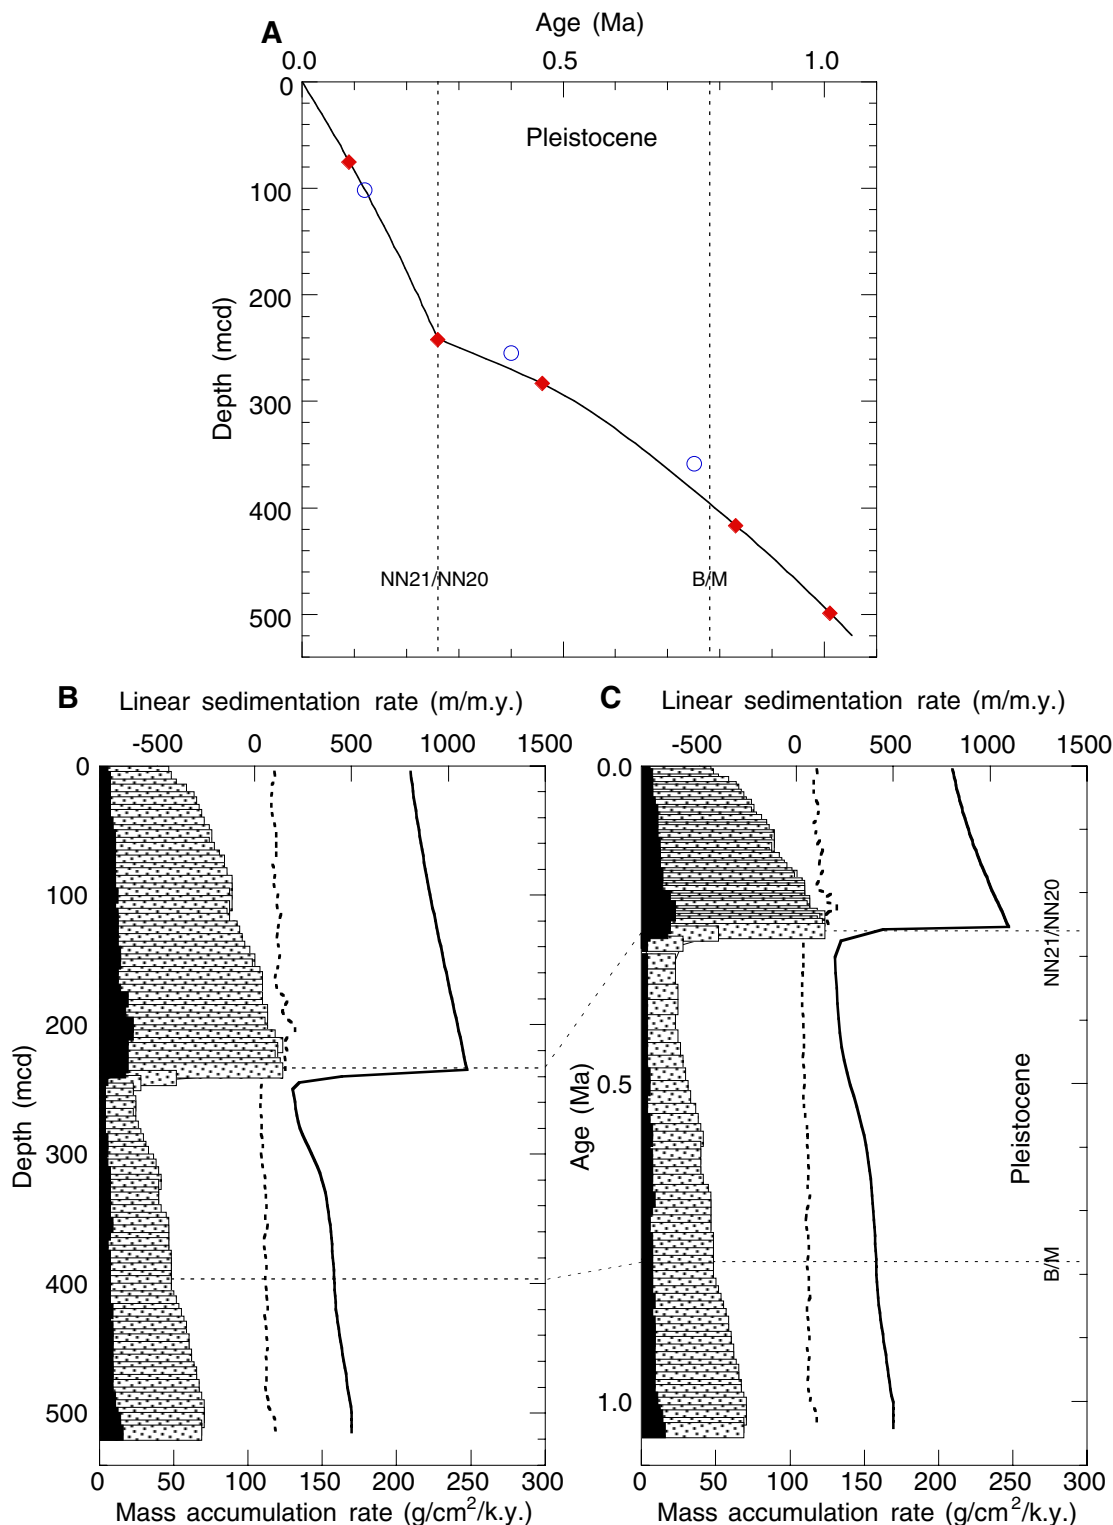 A
Age (Ma)
0.0 0.5 1.0
0
100
200
300
400
500
Depth (mcd)
Pleistocene
NN21/NN20
B/M
B
Linear sedimentation rate (m/m.y.)
-500 0 500 1000 1500
0
100
200
300
400
500
Depth (mcd)
0 50 100 150 200 250 300
Mass accumulation rate (g/cm2/k.y.)
C
Linear sedimentation rate (m/m.y.)
-500 0 500 1000 1500
0.0
0.5
1.0
Age (Ma)
NN21/NN20
Pleistocene
B/M
0 50 100 150 200 250 300
Mass accumulation rate (g/cm2/k.y.)